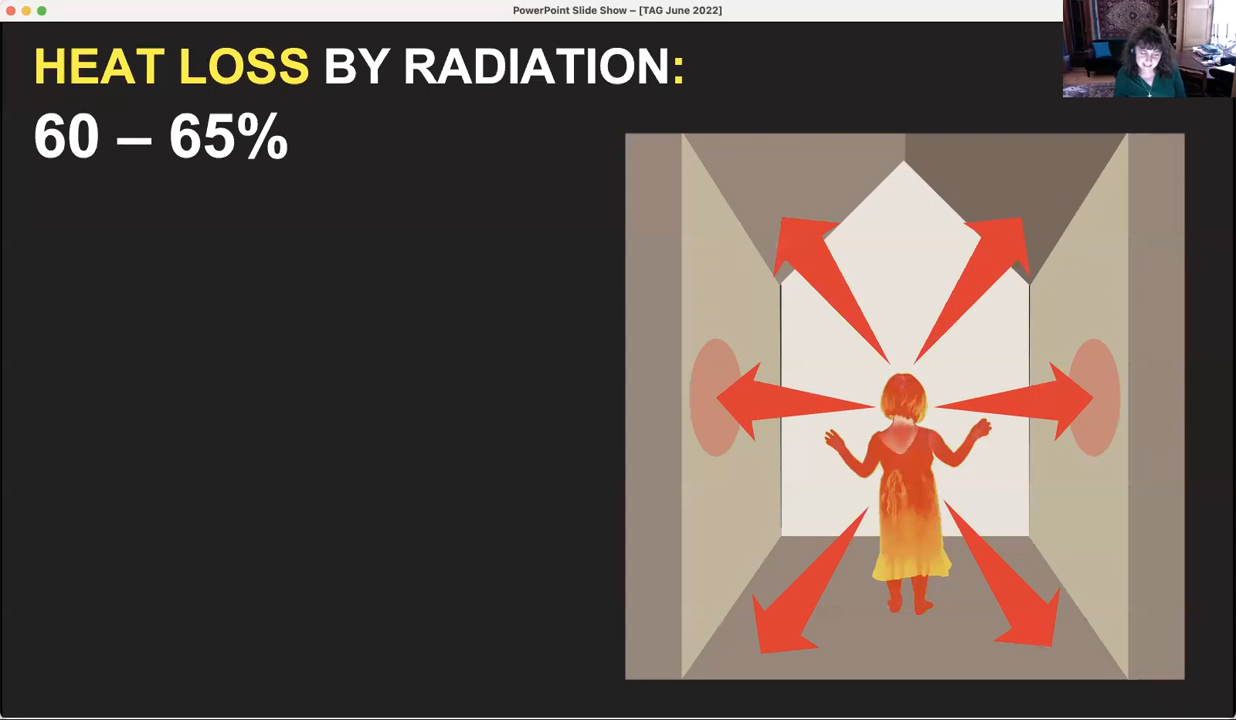 PowerPoint Slide Show – [TAG June 2022]
HEAT LOSS BY RADIATION:
60 – 65%